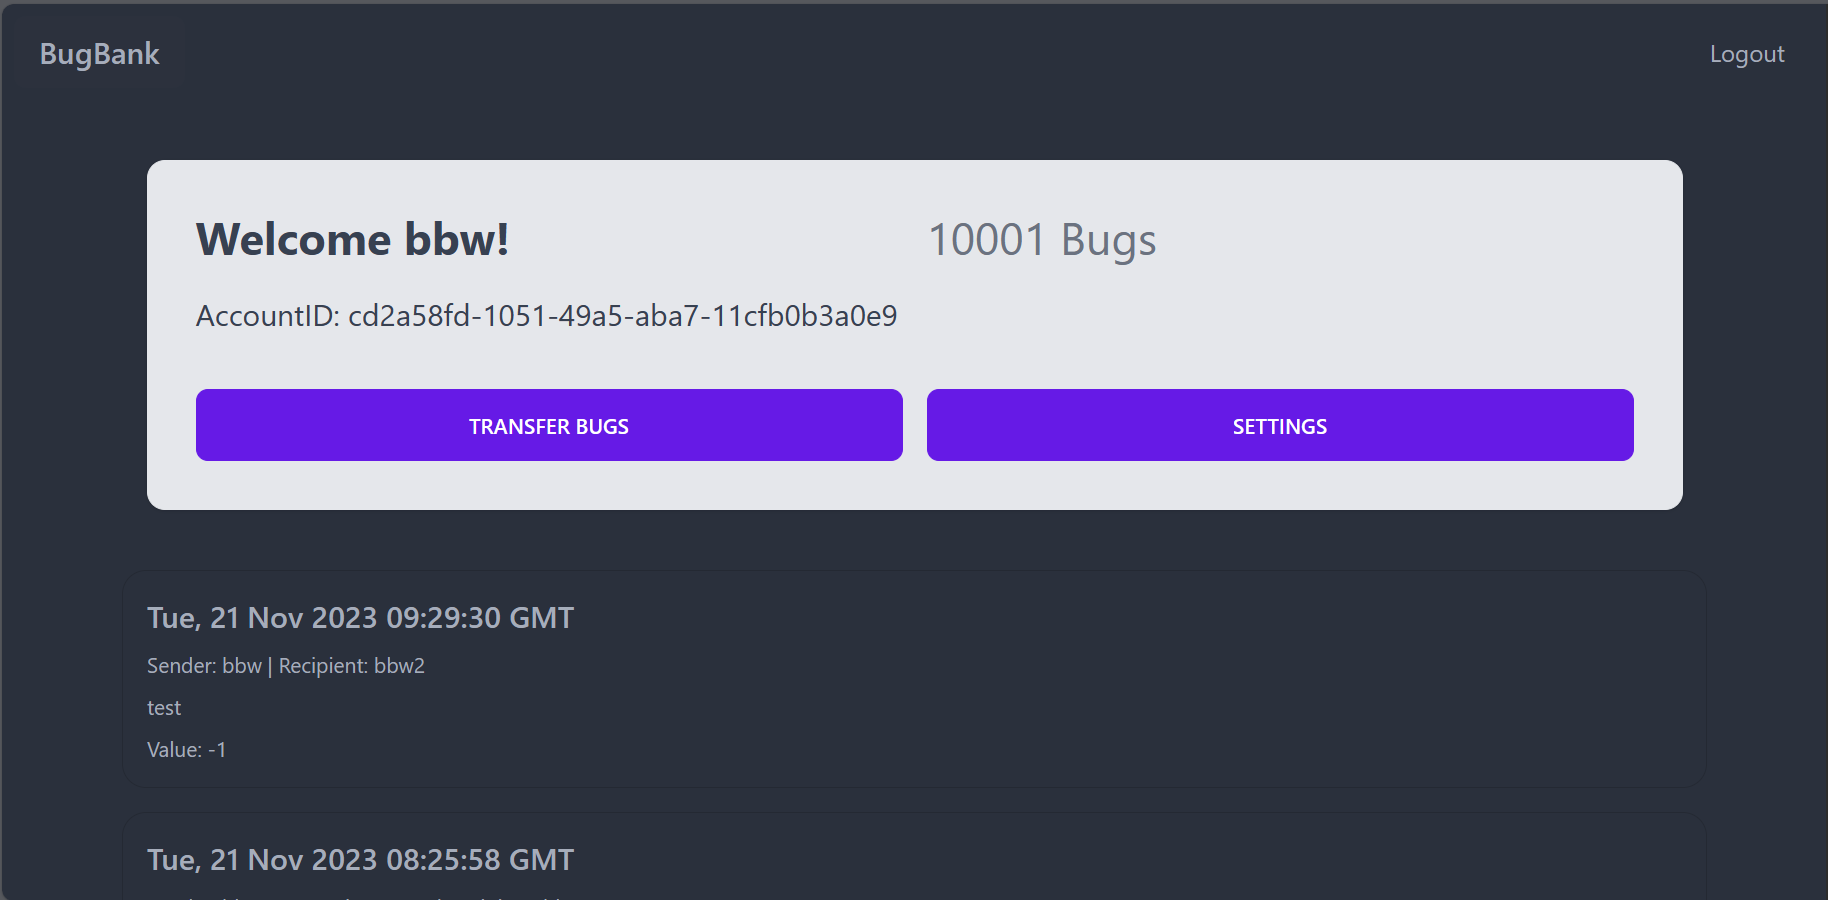 BugBank
Logout
Welcome bbw!
10001 Bugs
AccountID: cd2a58fd-1051-49a5-aba7-11cfb0b3a0e9
TRANSFER BUGS
SETTINGS
Tue, 21 Nov 2023 09:29:30 GMT
Sender: bbw | Recipient: bbw2
test
Value: -1
Tue, 21 Nov 2023 08:25:58 GMT